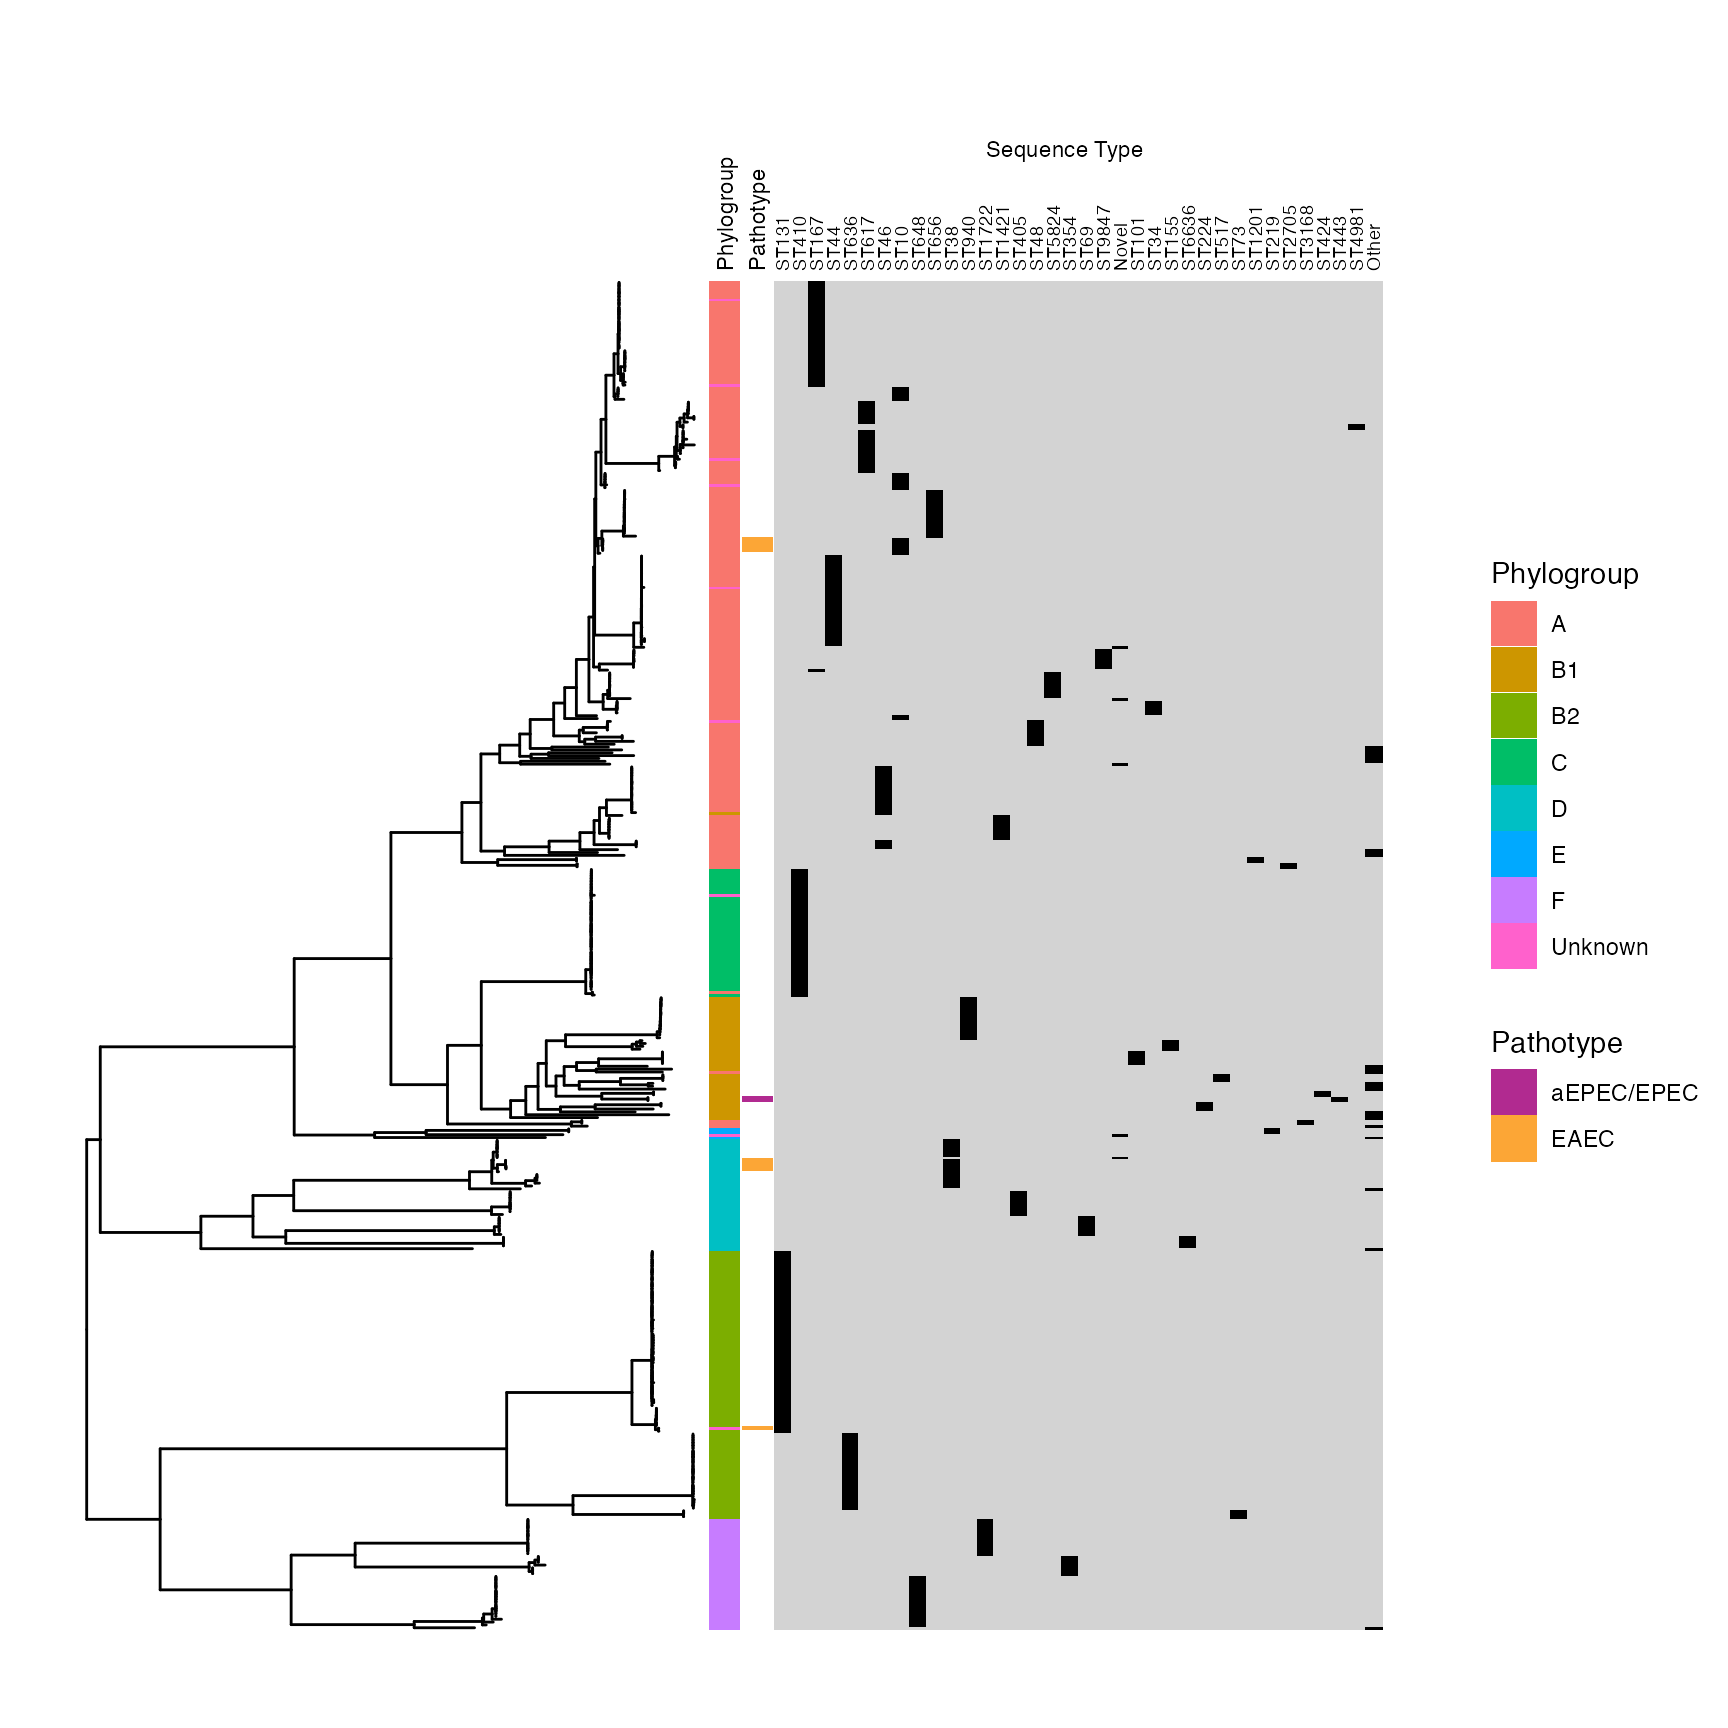 Sequence Type
Phylogroup
Pathotype
ST131
ST410
ST167
ST44
ST636
ST617
ST46
ST10
ST648
ST656
ST38
ST940
ST1722
ST1421
ST405
ST48
ST5824
ST354
ST69
ST9847
Novel
ST101
ST34
ST155
ST6636
ST224
ST517
ST73
ST1201
ST219
ST2705
ST3168
ST424
ST443
ST4981
Other
Phylogroup
A
B1
B2
C
D
E
F
Unknown
Pathotype
aEPEC/EPEC
EAEC